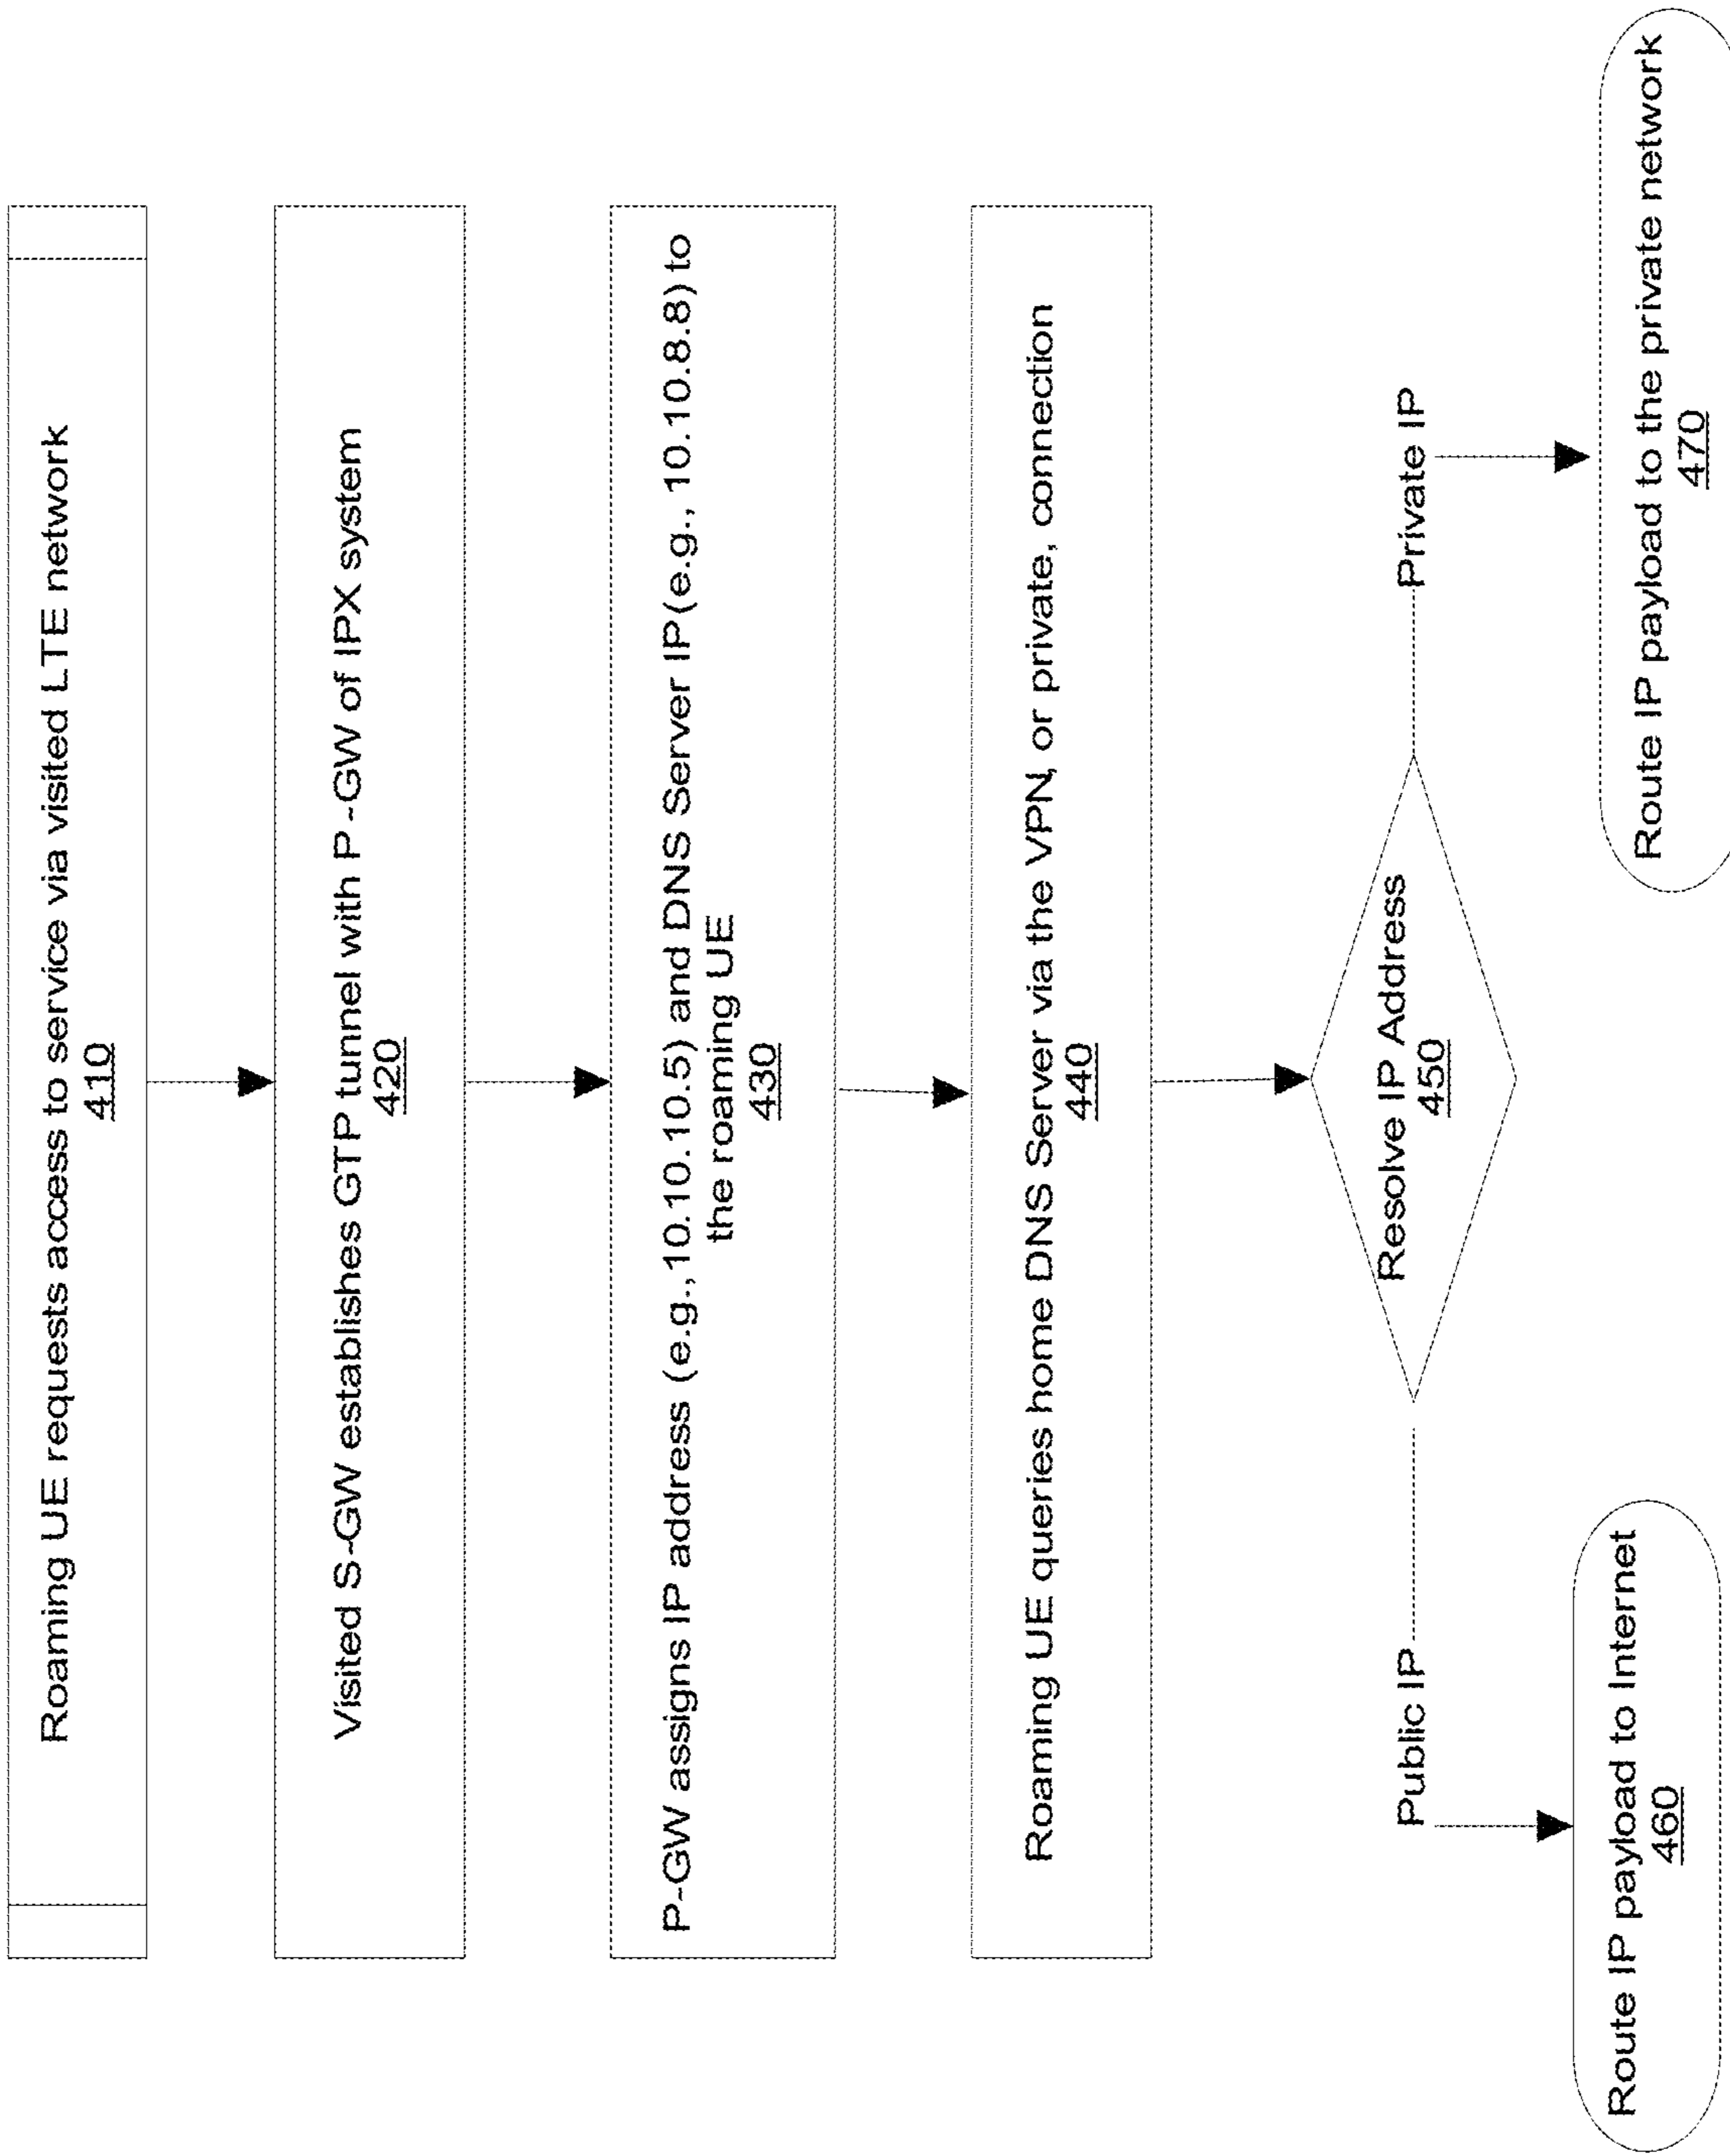 Roaming UE requests access to service via visited LTE network
410
Visited S-GW establishes GTP tunnel with P-GW of IPX system
420
P-GW assigns IP address (e.g.,10.10.10.5) and DNS Server IP(e.g., 10.10.8.8) to
the roaming UE
430
Roaming UE queries home DNS Server via the VPN, or private, connection
440
Resolve IP Address
450
Public IP
Private IP
Route IP payload to Internet
460
Route IP payload to the private network
470